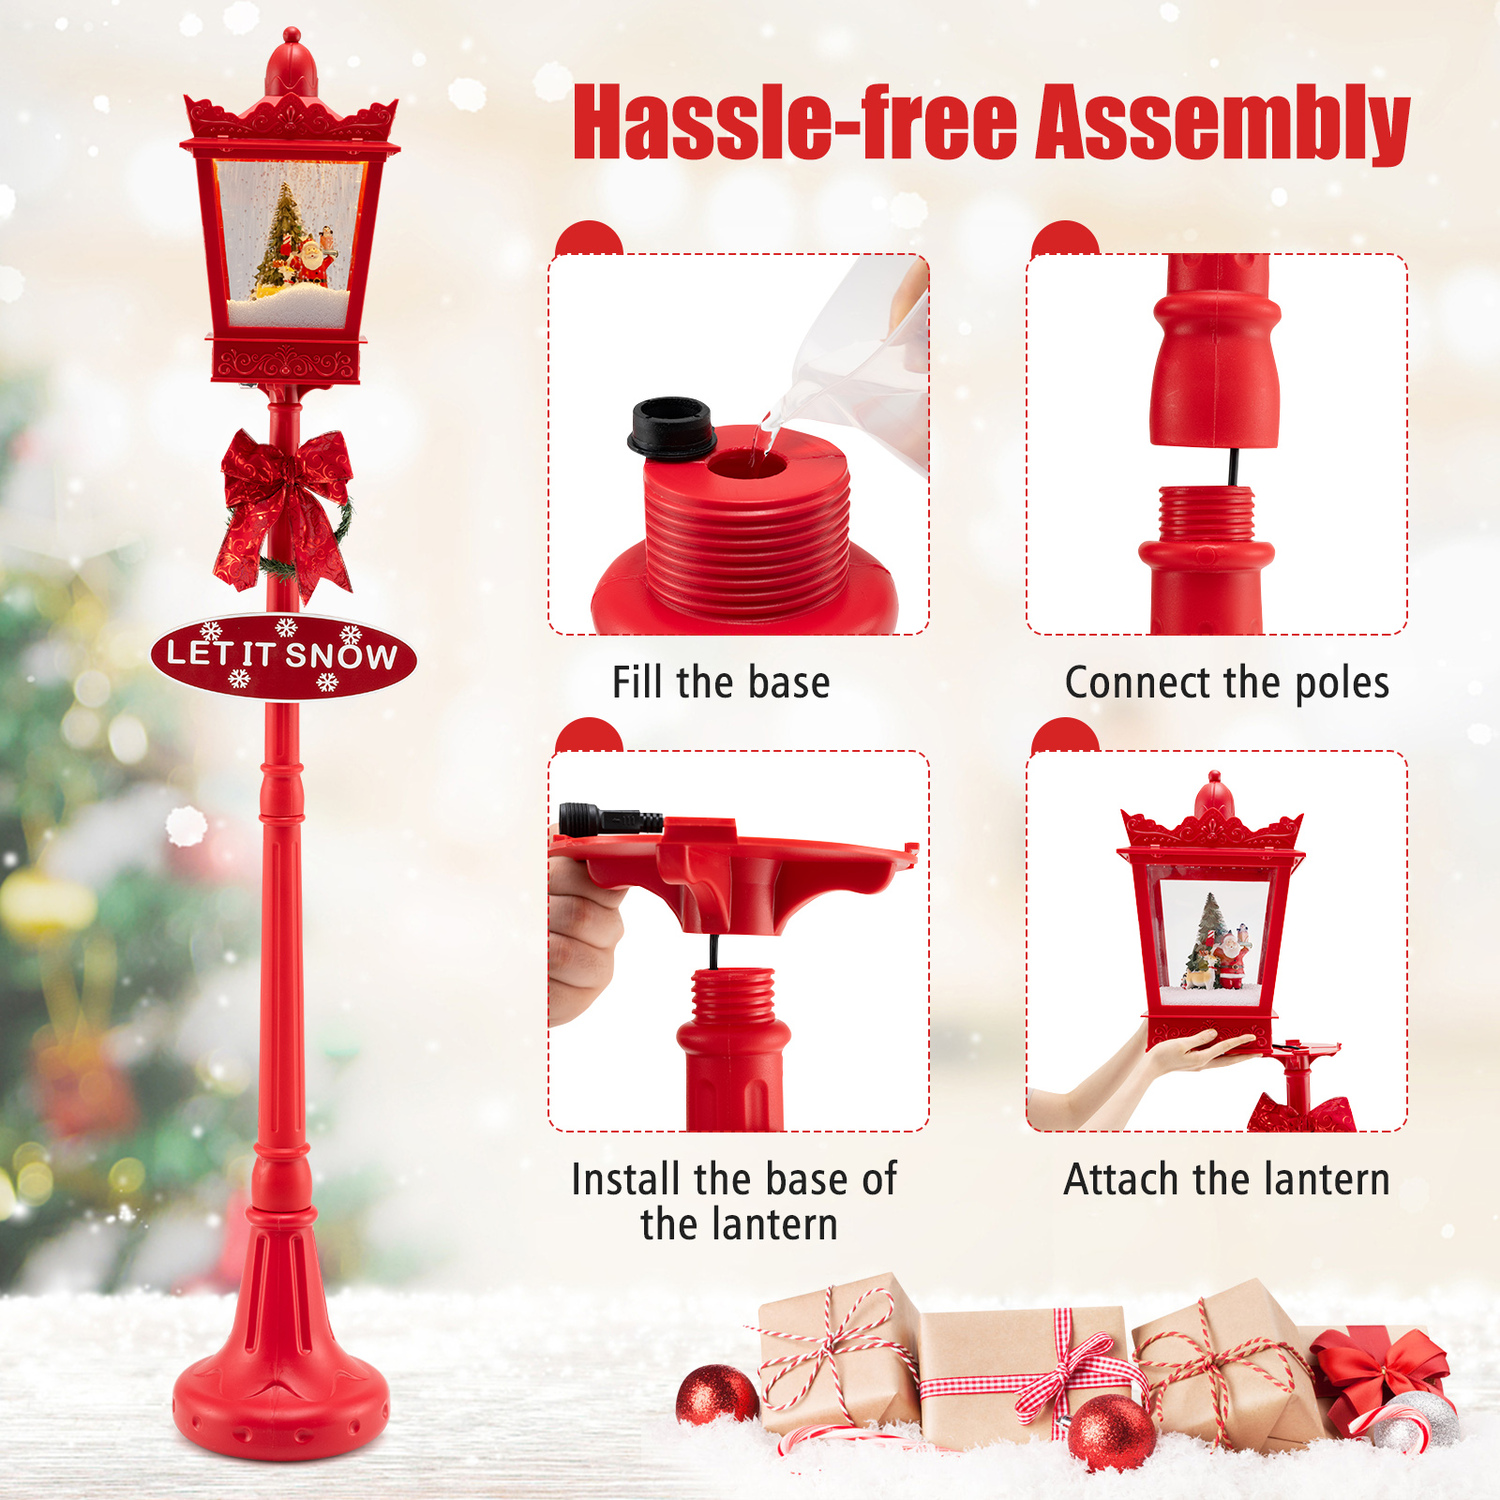 Hassle-free Assembly
LET IT SNOW
Fill the base
Connect the poles
Install the base of
the lantern
Attach the lantern